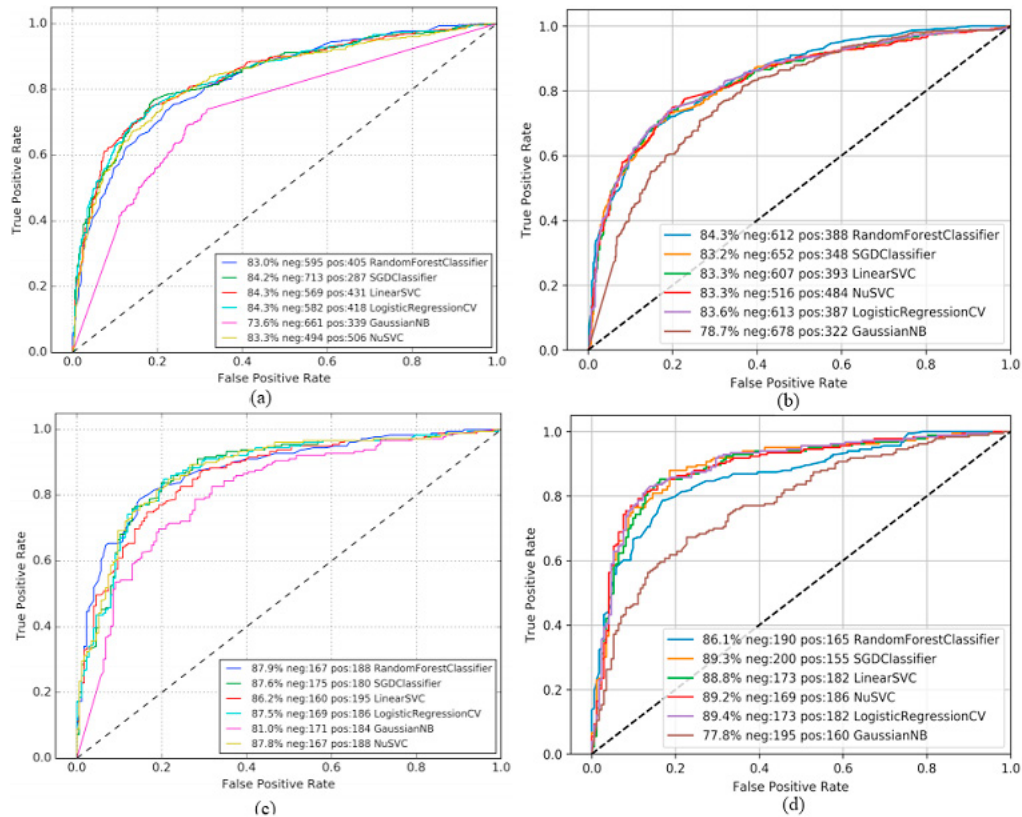 1.0
0.8
0.6
0.4
0.2
0.0
True Positive Rate
83.0% neg:595 pos:405 RandomForestClassifier
84.2% neg:713 pos:287 SGDClassifier
84.3% neg:569 pos:431 LinearSVC
84.3% neg:582 pos:418 LogisticRegressionCV
73.6% neg:661 pos:339 GaussianNB
83.3% neg:494 pos:506 NuSVC
0.0 0.2 0.4 0.6 0.8 1.0
False Positive Rate
(a)
1.0
0.8
0.6
0.4
0.2
0.0
True Positive Rate
84.3% neg:612 pos:388 RandomForestClassifier
83.2% neg:652 pos:348 SGDClassifier
83.3% neg:607 pos:393 LinearSVC
83.3% neg:516 pos:484 NuSVC
83.6% neg:613 pos:387 LogisticRegressionCV
78.7% neg:678 pos:322 GaussianNB
0.0 0.2 0.4 0.6 0.8 1.0
False Positive Rate
(b)
1.0
0.8
0.6
0.4
0.2
0.0
True Positive Rate
87.9% neg:167 pos:188 RandomForestClassifier
87.6% neg:175 pos:180 SGDClassifier
86.2% neg:160 pos:195 LinearSVC
87.5% neg:169 pos:186 LogisticRegressionCV
81.0% neg:171 pos:184 GaussianNB
87.8% neg:167 pos:188 NuSVC
0.0 0.2 0.4 0.6 0.8 1.0
False Positive Rate
(c)
1.0
0.8
0.6
0.4
0.2
0.0
True Positive Rate
86.1% neg:190 pos:165 RandomForestClassifier
89.3% neg:200 pos:155 SGDClassifier
88.8% neg:173 pos:182 LinearSVC
89.2% neg:169 pos:186 NuSVC
89.4% neg:173 pos:182 LogisticRegressionCV
77.8% neg:195 pos:160 GaussianNB
0.0 0.2 0.4 0.6 0.8 1.0
False Positive Rate
(d)